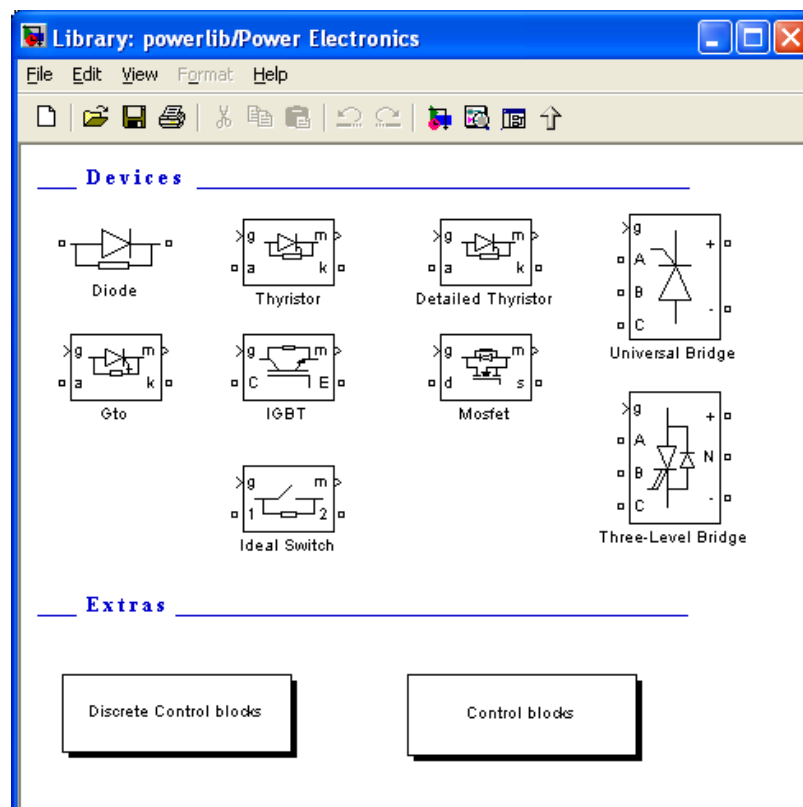 Library: powerlib/Power Electronics
File Edit View Format Help
Devices
Diode
g m
a k
Thyristor
g m
a k
Detailed Thyristor
g
A +
B
C -
Universal Bridge
g m
a k
Gto
g m
C E
IGBT
g m
d s
Mosfet
g
A +
B N
C -
Three-Level Bridge
g m
1 2
Ideal Switch
Extras
Discrete Control blocks
Control blocks